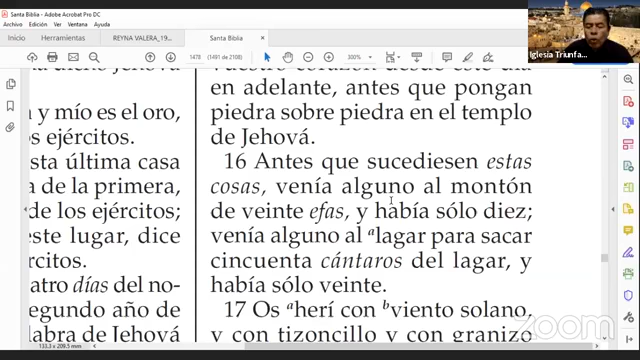 Santa Biblia - Adobe Acrobat Pro DC
Archivo Edición Ver Ventana Ayuda
Inicio Herramientas REYNA VALERA_19... Santa Biblia ×
1478 (1491 de 2108) 300%
Iglesia Triunfa...
vuestro corazón desde este día
en adelante, antes que pongan
piedra sobre piedra en el templo
de Jehová.
16 Antes que sucediesen estas
cosas, venía alguno al montón
de veinte efas, y había sólo diez;
venía alguno al ᵃlagar para sacar
cincuenta cántaros del lagar, y
había sólo veinte.
17 Os ᵃherí con ᵇviento solano,
y con tizoncillo y con granizo
dicho Jehová
y mío es el oro,
ejércitos.
sta última casa
a de la primera,
de los ejércitos;
este lugar, dice
rcitos.
atro días del no-
egundo año de
labra de Jehová
133.3 x 209.5 mm
zoom